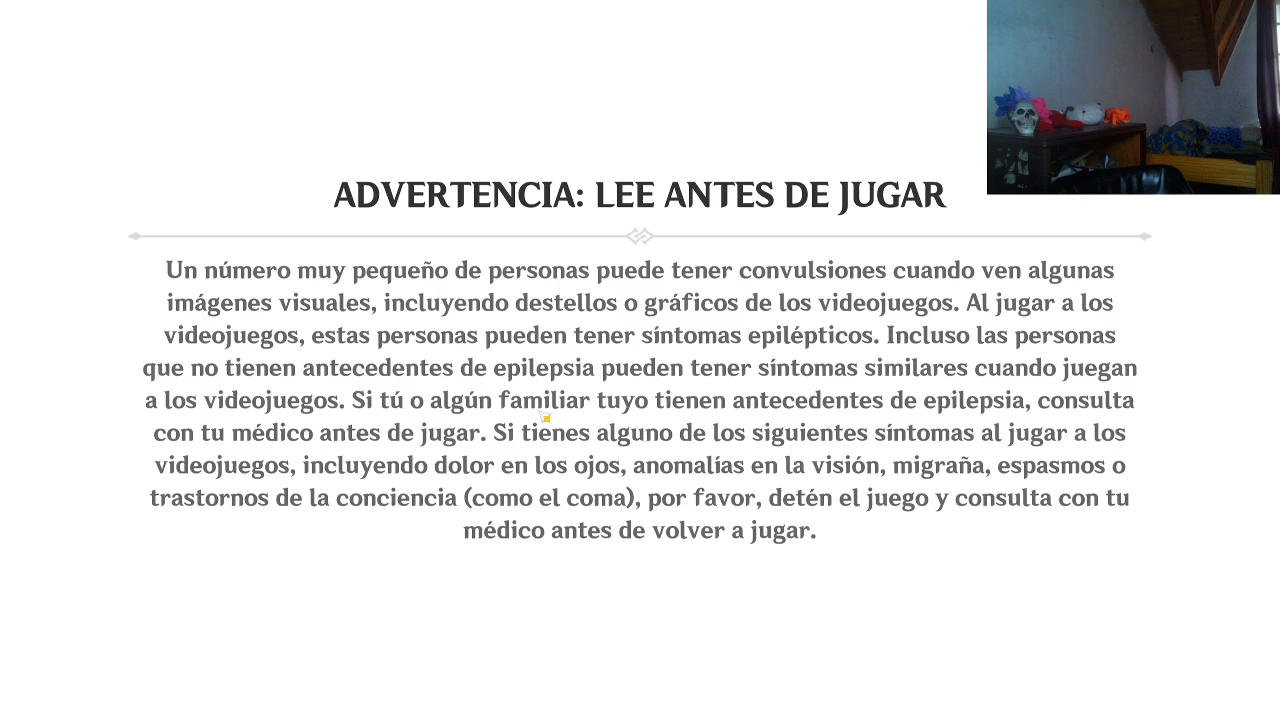 ADVERTENCIA: LEE ANTES DE JUGAR
Un número muy pequeño de personas puede tener convulsiones cuando ven algunas
imágenes visuales, incluyendo destellos o gráficos de los videojuegos. Al jugar a los
videojuegos, estas personas pueden tener síntomas epilépticos. Incluso las personas
que no tienen antecedentes de epilepsia pueden tener síntomas similares cuando juegan
a los videojuegos. Si tú o algún familiar tuyo tienen antecedentes de epilepsia, consulta
con tu médico antes de jugar. Si tienes alguno de los siguientes síntomas al jugar a los
videojuegos, incluyendo dolor en los ojos, anomalías en la visión, migraña, espasmos o
trastornos de la conciencia (como el coma), por favor, detén el juego y consulta con tu
médico antes de volver a jugar.